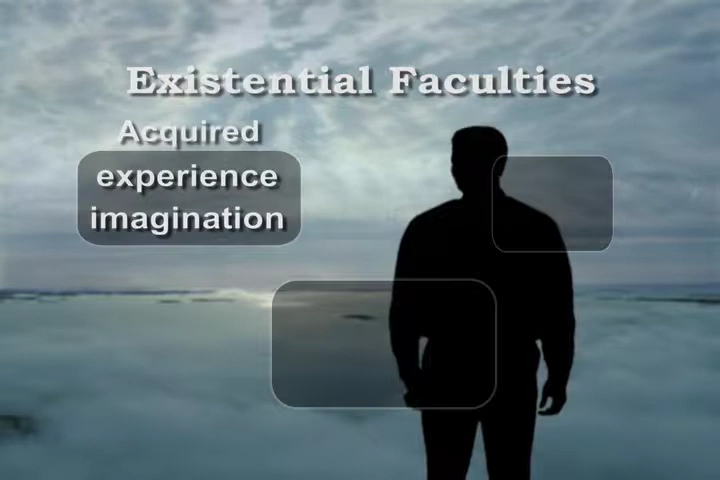 Existential Faculties
Acquired
experience
imagination